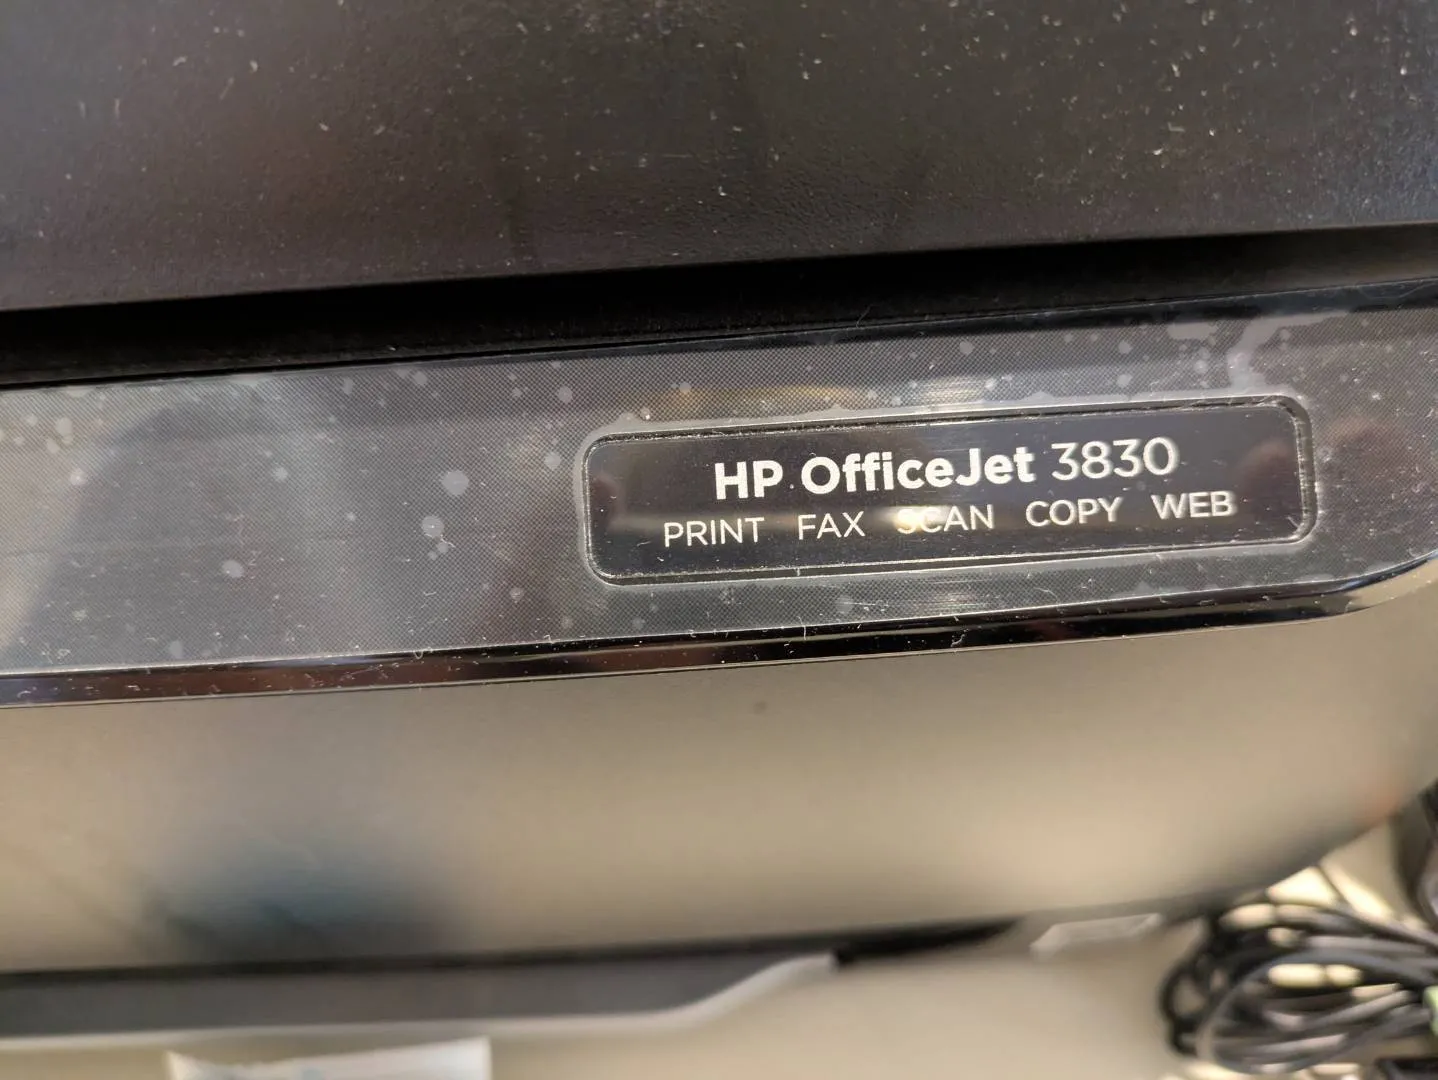 HP OfficeJet 3830
PRINT FAX SCAN COPY WEB